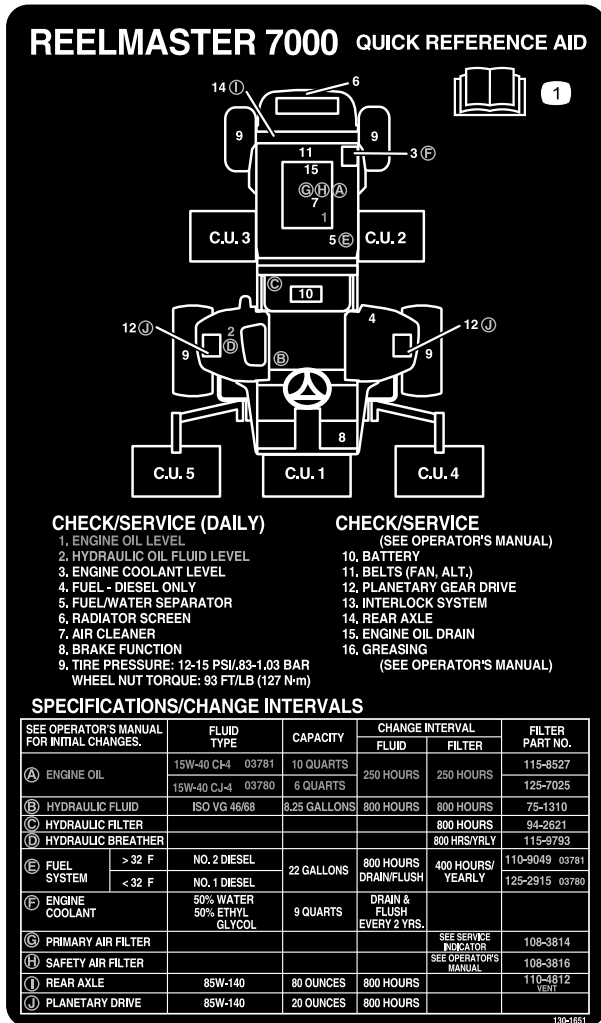 REELMASTER 7000 QUICK REFERENCE AID
1
6
14 Ⓘ
9
9
11
3 Ⓕ
15
Ⓖ Ⓗ Ⓐ
7
1
C.U. 3
5 Ⓔ
C.U. 2
Ⓒ
10
4
12 Ⓙ
2
Ⓓ
12 Ⓙ
9
Ⓑ
9
8
C.U. 5
C.U. 1
C.U. 4
CHECK/SERVICE (DAILY)
1. ENGINE OIL LEVEL
2. HYDRAULIC OIL FLUID LEVEL
3. ENGINE COOLANT LEVEL
4. FUEL - DIESEL ONLY
5. FUEL/WATER SEPARATOR
6. RADIATOR SCREEN
7. AIR CLEANER
8. BRAKE FUNCTION
9. TIRE PRESSURE: 12-15 PSI/.83-1.03 BAR
WHEEL NUT TORQUE: 93 FT/LB (127 N•m)
CHECK/SERVICE
(SEE OPERATOR'S MANUAL)
10. BATTERY
11. BELTS (FAN, ALT.)
12. PLANETARY GEAR DRIVE
13. INTERLOCK SYSTEM
14. REAR AXLE
15. ENGINE OIL DRAIN
16. GREASING
(SEE OPERATOR'S MANUAL)
SPECIFICATIONS/CHANGE INTERVALS
SEE OPERATOR'S MANUAL
FOR INITIAL CHANGES.
FLUID
TYPE
CAPACITY
CHANGE INTERVAL
FLUID
FILTER
FILTER
PART NO.
Ⓐ ENGINE OIL
15W-40 CI-4 03781
10 QUARTS
15W-40 CJ-4 03780
6 QUARTS
250 HOURS
250 HOURS
115-8527
125-7025
Ⓑ HYDRAULIC FLUID ISO VG 46/68 8.25 GALLONS 800 HOURS 800 HOURS 75-1310
Ⓒ HYDRAULIC FILTER 800 HOURS 94-2621
Ⓓ HYDRAULIC BREATHER 800 HRS/YRLY 115-9793
Ⓔ FUEL
SYSTEM
> 32 F
NO. 2 DIESEL
< 32 F
NO. 1 DIESEL
22 GALLONS
800 HOURS
DRAIN/FLUSH
400 HOURS/
YEARLY
110-9049 03781
125-2915 03780
Ⓕ ENGINE
COOLANT
50% WATER
50% ETHYL
GLYCOL
9 QUARTS
DRAIN &
FLUSH
EVERY 2 YRS.
Ⓖ PRIMARY AIR FILTER
SEE SERVICE
INDICATOR
108-3814
Ⓗ SAFETY AIR FILTER
SEE OPERATOR'S
MANUAL
108-3816
Ⓘ REAR AXLE 85W-140 80 OUNCES 800 HOURS
110-4812
VENT
Ⓙ PLANETARY DRIVE 85W-140 20 OUNCES 800 HOURS
130-1651